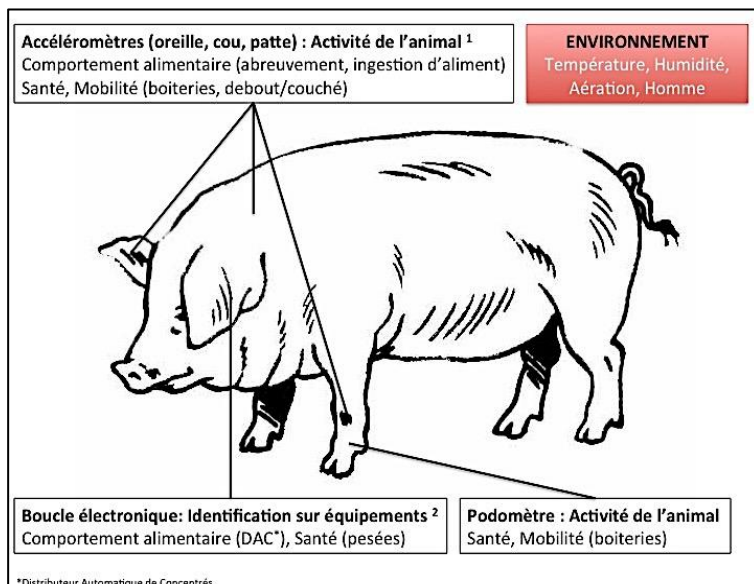 Accéléromètres (oreille, cou, patte) : Activité de l'animal ¹
Comportement alimentaire (abreuvement, ingestion d'aliment)
Santé, Mobilité (boiteries, debout/couché)
ENVIRONNEMENT
Température, Humidité,
Aération, Homme
Boucle électronique: Identification sur équipements ²
Comportement alimentaire (DAC*), Santé (pesées)
Podomètre : Activité de l'animal
Santé, Mobilité (boiteries)
*Distributeur Automatique de Concentrés